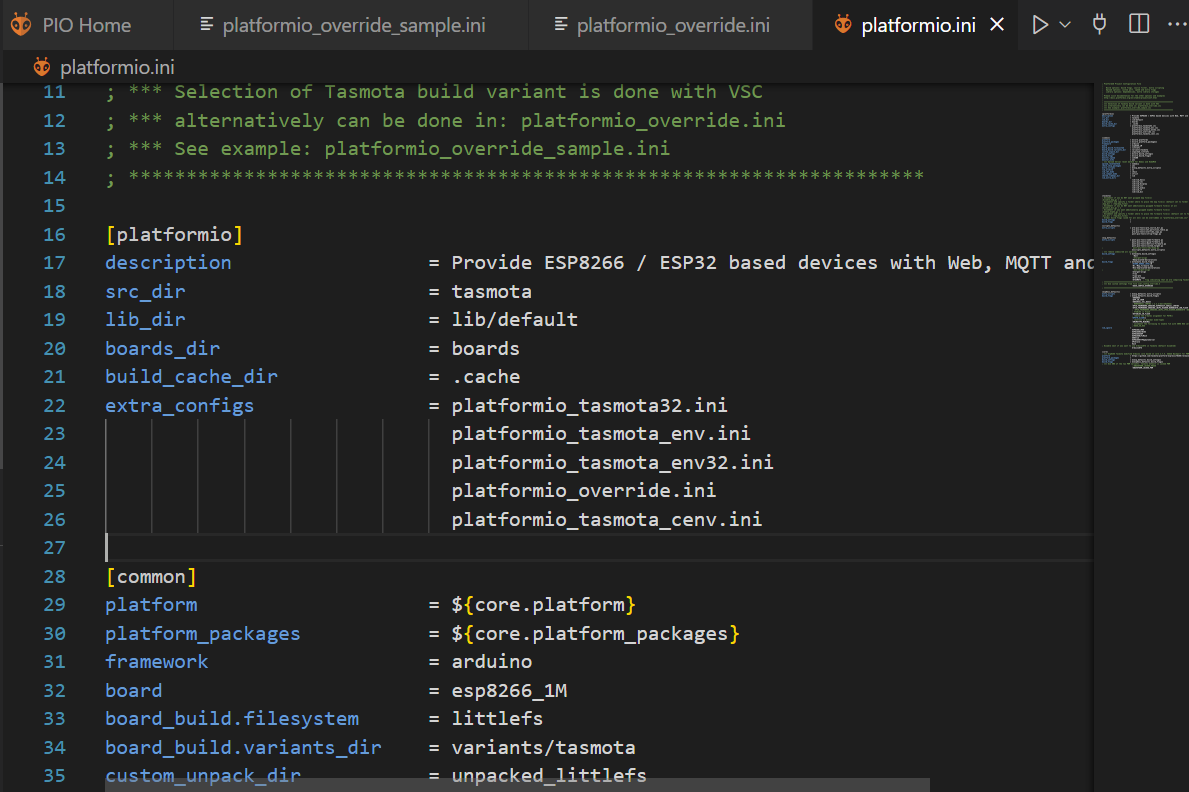 PIO Home
platformio_override_sample.ini
platformio_override.ini
platformio.ini
platformio.ini
11 ; *** Selection of Tasmota build variant is done with VSC
12 ; *** alternatively can be done in: platformio_override.ini
13 ; *** See example: platformio_override_sample.ini
14 ; *********************************************************************
15
16 [platformio]
17 description = Provide ESP8266 / ESP32 based devices with Web, MQTT and
18 src_dir = tasmota
19 lib_dir = lib/default
20 boards_dir = boards
21 build_cache_dir = .cache
22 extra_configs = platformio_tasmota32.ini
23 platformio_tasmota_env.ini
24 platformio_tasmota_env32.ini
25 platformio_override.ini
26 platformio_tasmota_cenv.ini
27
28 [common]
29 platform = ${core.platform}
30 platform_packages = ${core.platform_packages}
31 framework = arduino
32 board = esp8266_1M
33 board_build.filesystem = littlefs
34 board_build.variants_dir = variants/tasmota
35 custom_unpack_dir = unpacked_littlefs